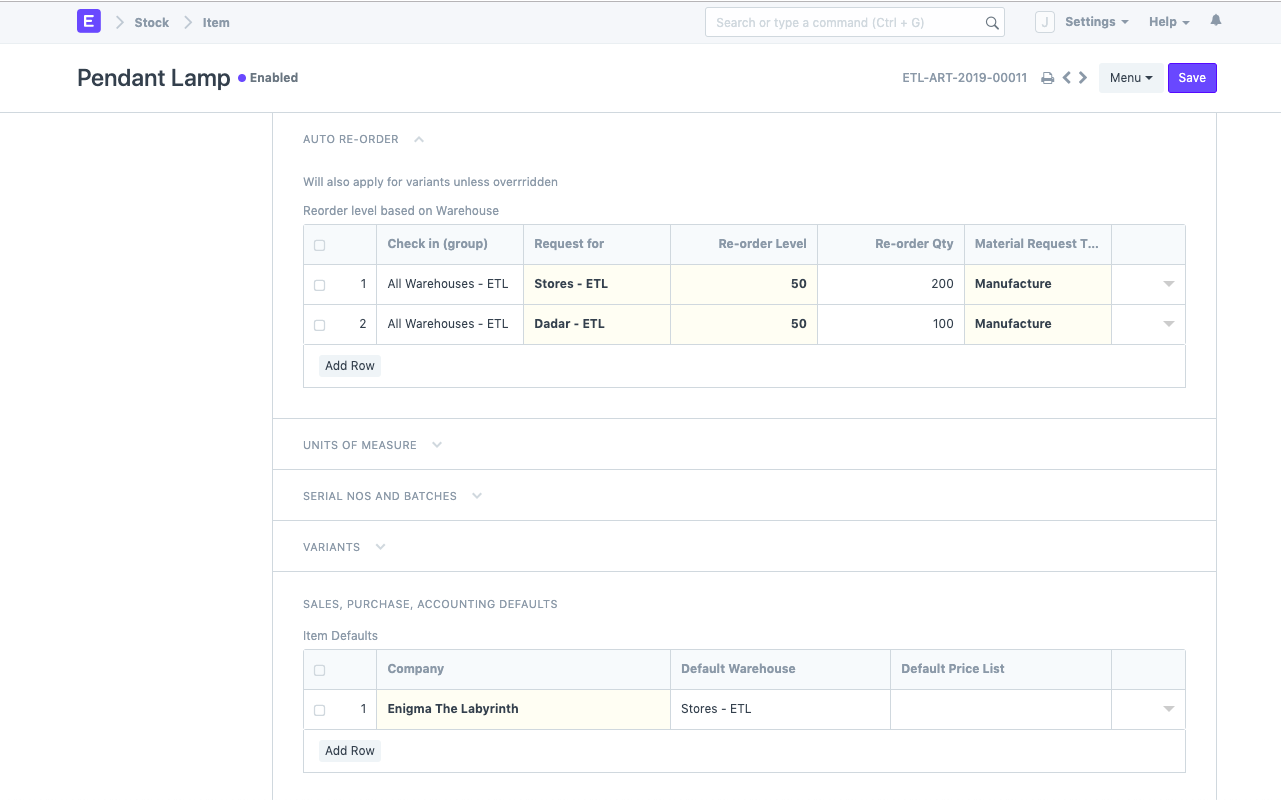 E Stock Item Search or type a command (Ctrl + G) J Settings Help
Pendant Lamp Enabled ETL-ART-2019-00011 Menu Save
AUTO RE-ORDER
Will also apply for variants unless overrridden
Reorder level based on Warehouse
Check in (group) Request for Re-order Level Re-order Qty Material Request T...
1 All Warehouses - ETL Stores - ETL 50 200 Manufacture
2 All Warehouses - ETL Dadar - ETL 50 100 Manufacture
Add Row
UNITS OF MEASURE
SERIAL NOS AND BATCHES
VARIANTS
SALES, PURCHASE, ACCOUNTING DEFAULTS
Item Defaults
Company Default Warehouse Default Price List
1 Enigma The Labyrinth Stores - ETL
Add Row